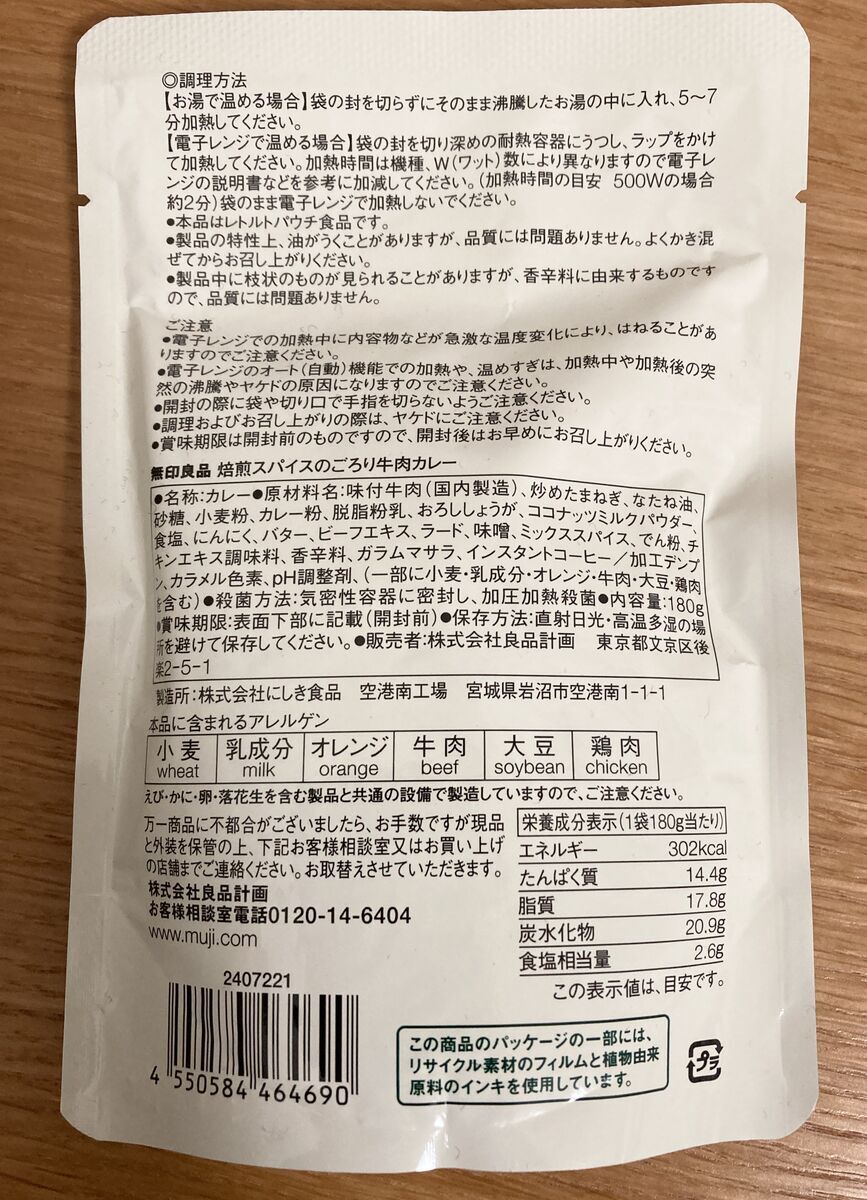 ◎調理方法
【お湯で温める場合】袋の封を切らずにそのまま沸騰したお湯の中に入れ、5〜7
分加熱してください。
【電子レンジで温める場合】袋の封を切り深めの耐熱容器にうつし、ラップをかけ
て加熱してください。加熱時間は機種、W(ワット)数により異なりますので電子レ
ンジの説明書などを参考に加減してください。(加熱時間の目安 500Wの場合
約2分)袋のまま電子レンジで加熱しないでください。
●本品はレトルトパウチ食品です。
●製品の特性上、油がうくことがありますが、品質には問題ありません。よくかき混
ぜてからお召し上がりください。
●製品中に枝状のものが見られることがありますが、香辛料に由来するものです
ので、品質には問題ありません。
ご注意
●電子レンジでの加熱中に内容物などが急激な温度変化により、はねることがあ
りますのでご注意ください。
●電子レンジのオート(自動)機能での加熱や、温めすぎは、加熱中や加熱後の突
然の沸騰やヤケドの原因になりますのでご注意ください。
●開封の際に袋や切り口で手指を切らないようご注意ください。
●調理およびお召し上がりの際は、ヤケドにご注意ください。
●賞味期限は開封前のものですので、開封後はお早めにお召し上がりください。
無印良品 焙煎スパイスのごろり牛肉カレー
●名称:カレー●原材料名:味付牛肉(国内製造)、炒めたまねぎ、なたね油、
砂糖、小麦粉、カレー粉、脱脂粉乳、おろししょうが、ココナッツミルクパウダー、
食塩、にんにく、バター、ビーフエキス、ラード、味噌、ミックススパイス、でん粉、チ
キンエキス調味料、香辛料、ガラムマサラ、インスタントコーヒー/加工デンプ
ン、カラメル色素、pH調整剤、(一部に小麦・乳成分・オレンジ・牛肉・大豆・鶏肉
を含む)●殺菌方法:気密性容器に密封し、加圧加熱殺菌●内容量:180g
●賞味期限:表面下部に記載(開封前)●保存方法:直射日光・高温多湿の場
所を避けて保存してください。●販売者:株式会社良品計画 東京都文京区後
楽2-5-1
製造所:株式会社にしき食品 空港南工場 宮城県岩沼市空港南1-1-1
本品に含まれるアレルゲン
小麦 乳成分 オレンジ 牛肉 大豆 鶏肉
wheat milk orange beef soybean chicken
えび・かに・卵・落花生を含む製品と共通の設備で製造していますので、ご注意ください。
万一商品に不都合がございましたら、お手数ですが現品
と外装を保管の上、下記お客様相談室又はお買い上げ
の店舗までご連絡ください。お取替えさせていただきます。
株式会社良品計画
お客様相談室電話0120-14-6404
www.muji.com
栄養成分表示(1袋180g当たり)
エネルギー 302kcal
たんぱく質 14.4g
脂質 17.8g
炭水化物 20.9g
食塩相当量 2.6g
この表示値は、目安です。
2407221
4 550584 464690
この商品のパッケージの一部には、
リサイクル素材のフィルムと植物由来
原料のインキを使用しています。
プラ